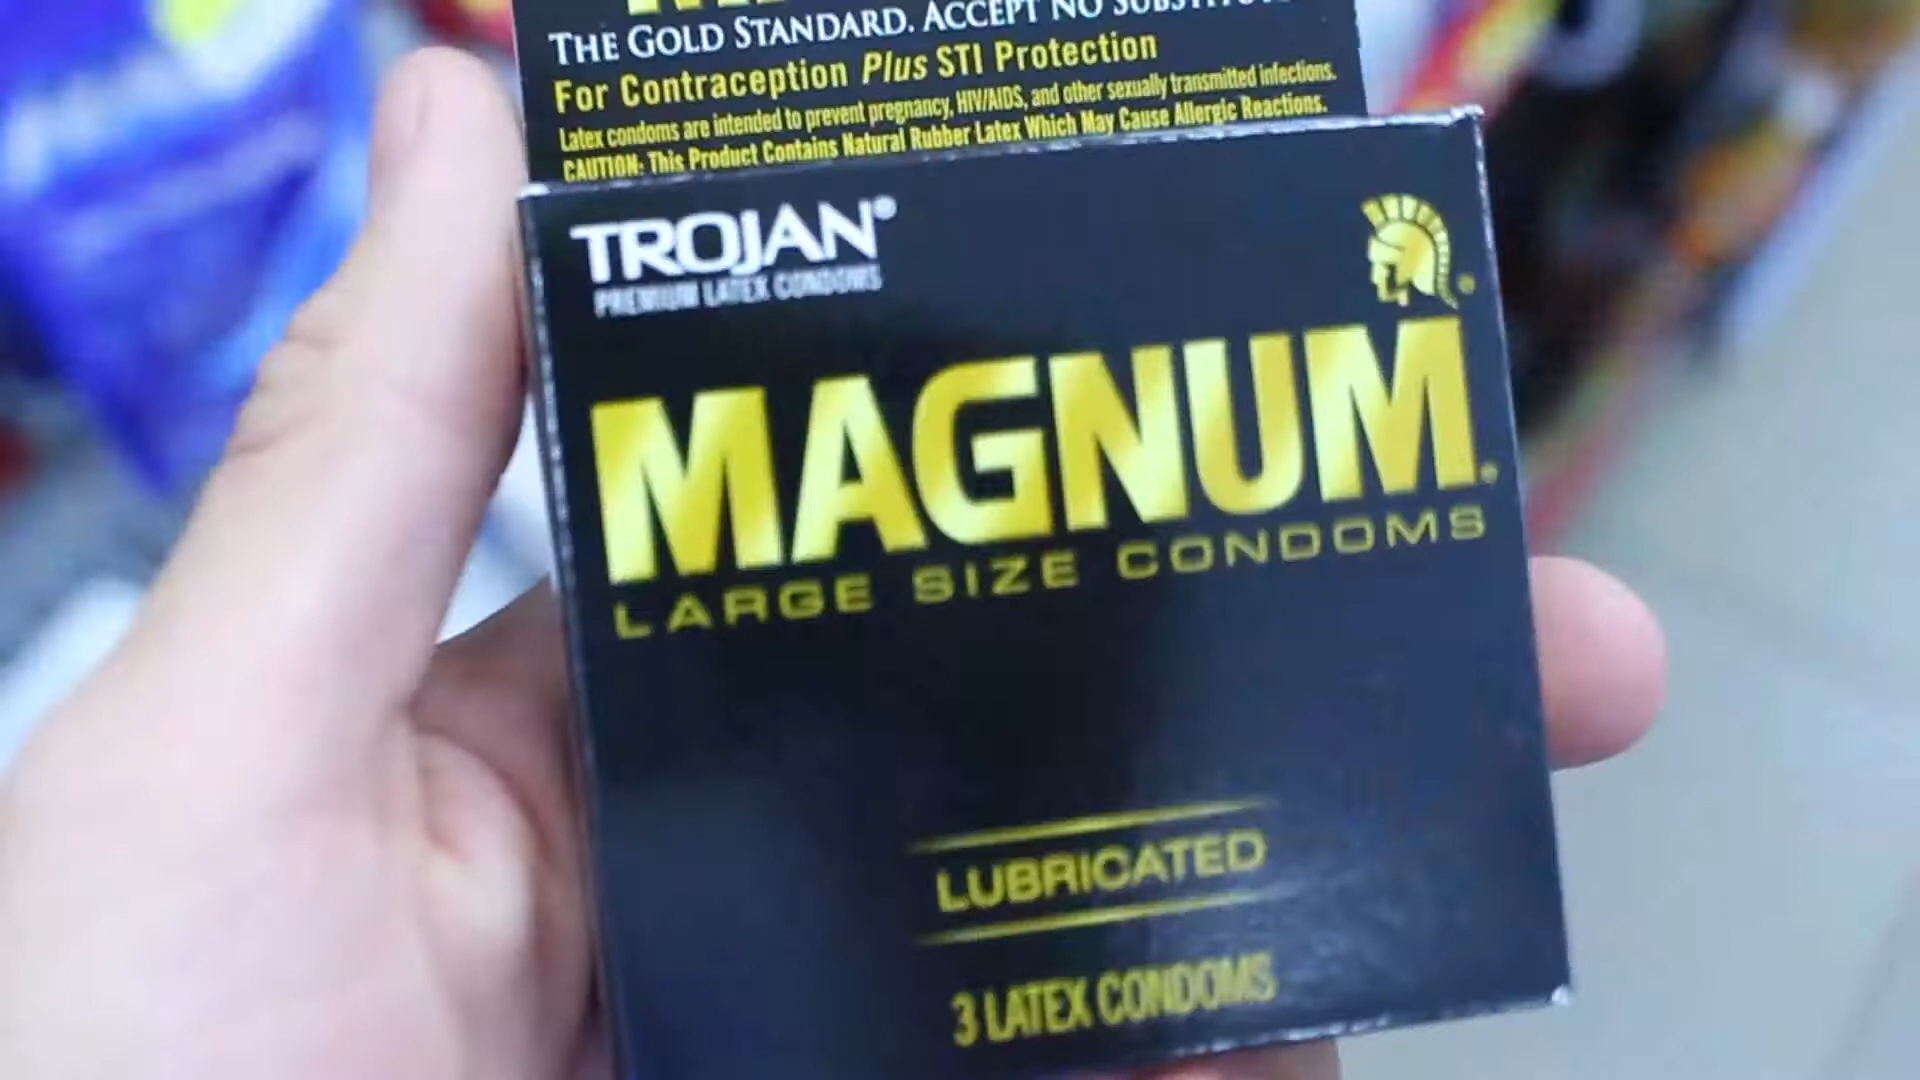 THE GOLD STANDARD. ACCEPT NO SUBSTITUTE
For Contraception Plus STI Protection
Latex condoms are intended to prevent pregnancy, HIV/AIDS, and other sexually transmitted infections.
CAUTION: This Product Contains Natural Rubber Latex Which May Cause Allergic Reactions.
TROJAN®
PREMIUM LATEX CONDOMS
MAGNUM
LARGE SIZE CONDOMS
LUBRICATED
3 LATEX CONDOMS